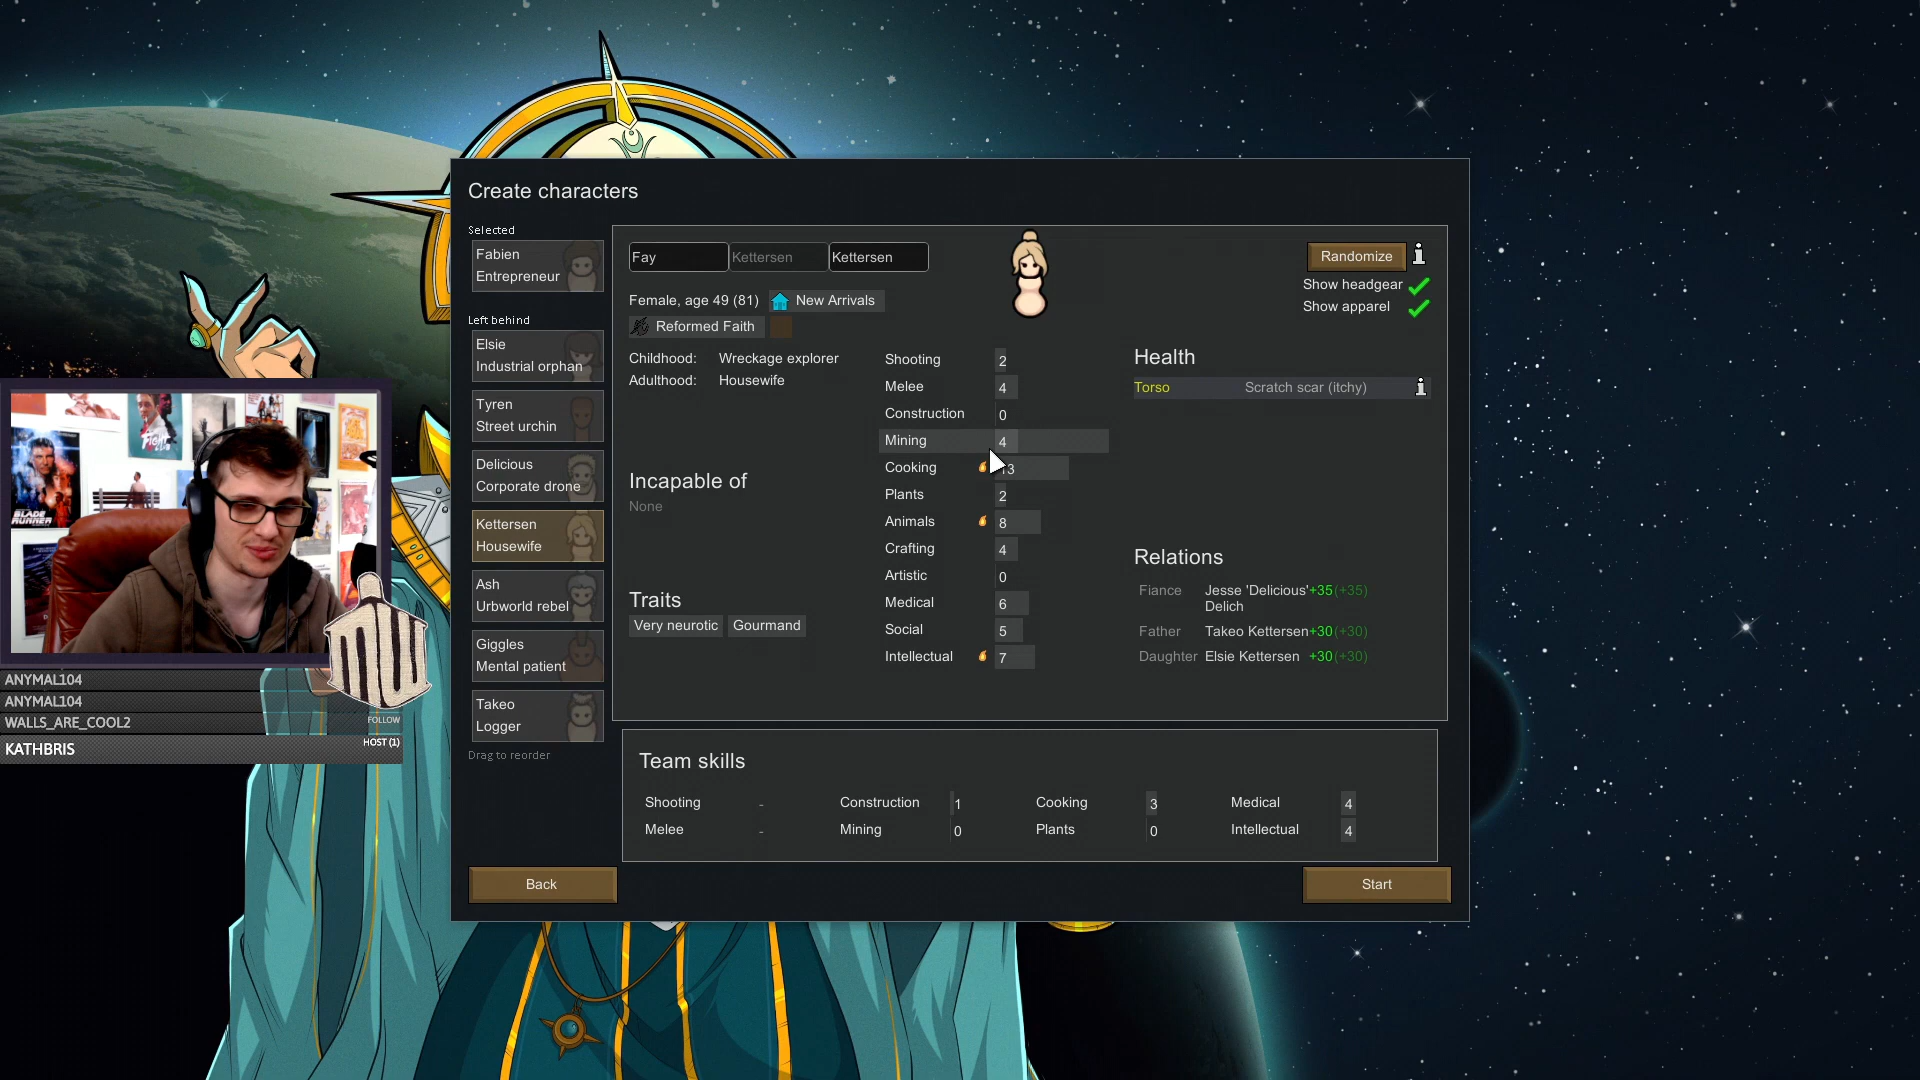 Create characters
Selected
Fabien
Entrepreneur
Left behind
Elsie
Industrial orphan
Tyren
Street urchin
Delicious
Corporate drone
Kettersen
Housewife
Ash
Urbworld rebel
Giggles
Mental patient
Takeo
Logger
Drag to reorder
Fay
Kettersen
Kettersen
Female, age 49 (81)
New Arrivals
Reformed Faith
Childhood: Wreckage explorer
Adulthood: Housewife
Incapable of
None
Traits
Very neurotic
Gourmand
Shooting 2
Melee 4
Construction 0
Mining 4
Cooking 13
Plants 2
Animals 8
Crafting 4
Artistic 0
Medical 6
Social 5
Intellectual 7
Randomize
Show headgear
Show apparel
Health
Torso Scratch scar (itchy)
Relations
Fiance Jesse 'Delicious' +35 (+35)
Delich
Father Takeo Kettersen +30 (+30)
Daughter Elsie Kettersen +30 (+30)
Team skills
Shooting - Construction 1 Cooking 3 Medical 4
Melee - Mining 0 Plants 0 Intellectual 4
Back
Start
BLADE
RUNNER
FIGHT
ANYMAL104
ANYMAL104
WALLS_ARE_COOL2
FOLLOW
KATHBRIS
HOST (1)